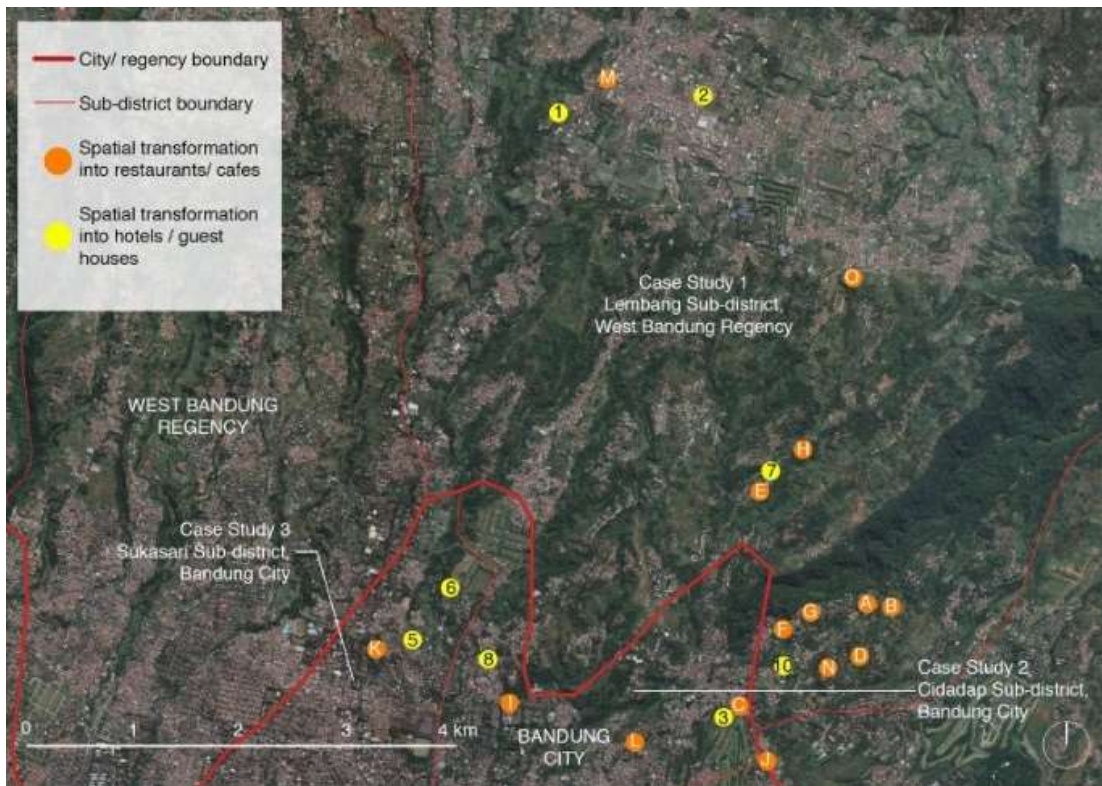 City/ regency boundary
Sub-district boundary
Spatial transformation
into restaurants/ cafes
Spatial transformation
into hotels / guest
houses
M
2
1
O
Case Study 1
Lembang Sub-district,
West Bandung Regency
WEST BANDUNG
REGENCY
H
7
E
Case Study 3
Sukasari Sub-district,
Bandung City
6
A
B
G
F
5
K
8
D
10
N
Case Study 2,
Cidadap Sub-district,
Bandung City
I
C
3
0 1 2 3 4 km
BANDUNG
CITY
L
J